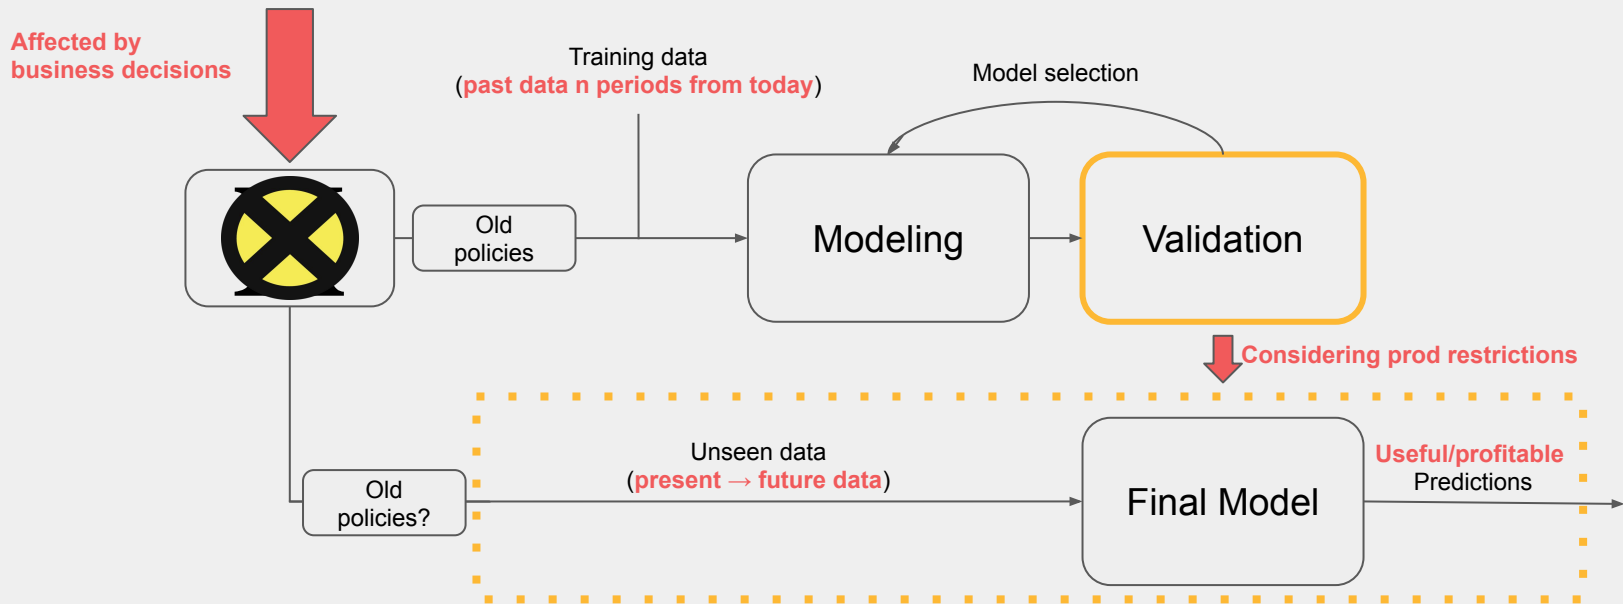 Affected by
business decisions
Training data
(past data n periods from today)
Model selection
Old
policies
Modeling
Validation
Considering prod restrictions
Unseen data
(present → future data)
Old
policies?
Final Model
Useful/profitable
Predictions